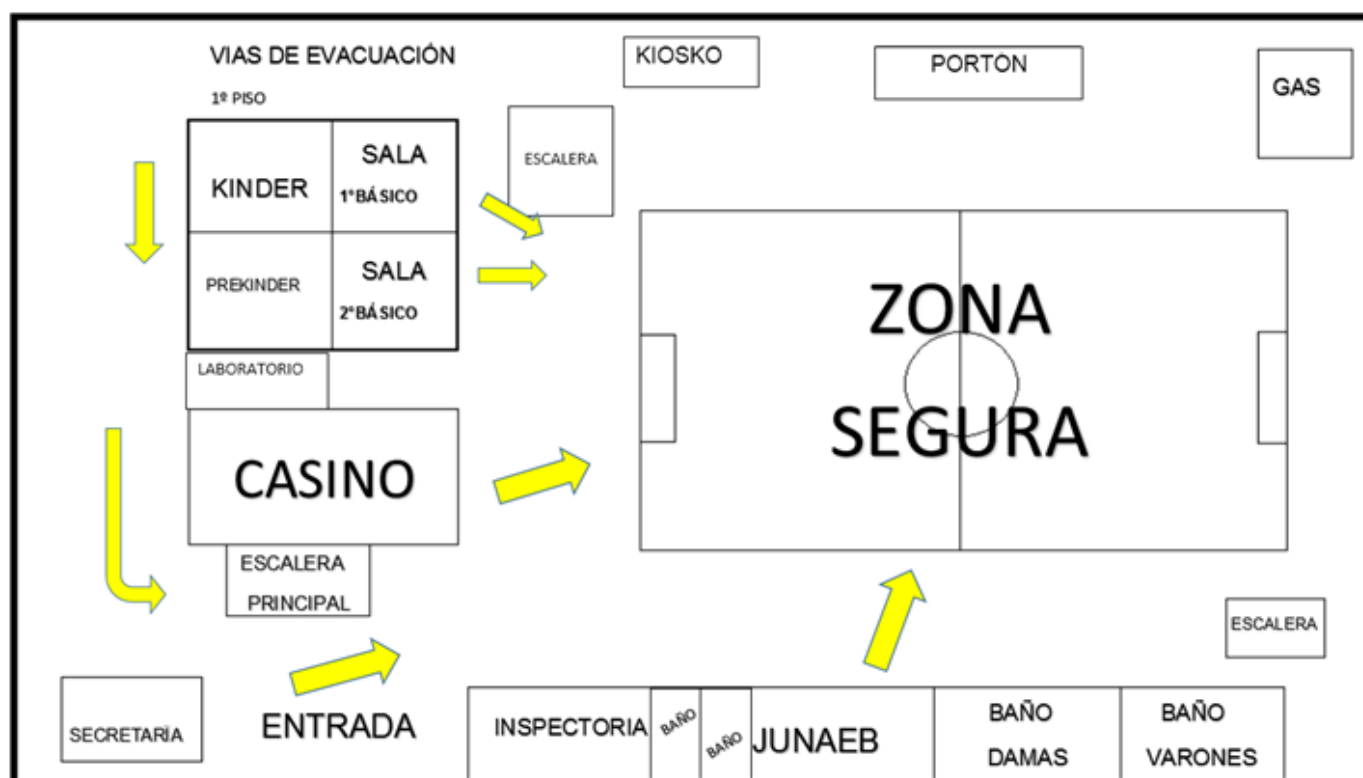 VIAS DE EVACUACIÓN
1º PISO
KIOSKO
PORTÓN
GAS
ESCALERA
KINDER
SALA
1°BÁSICO
PREKINDER
SALA
2°BÁSICO
LABORATORIO
CASINO
ESCALERA
PRINCIPAL
ZONA
SEGURA
ESCALERA
SECRETARÍA
ENTRADA
INSPECTORIA
BAÑO
BAÑO
JUNAEB
BAÑO
DAMAS
BAÑO
VARONES